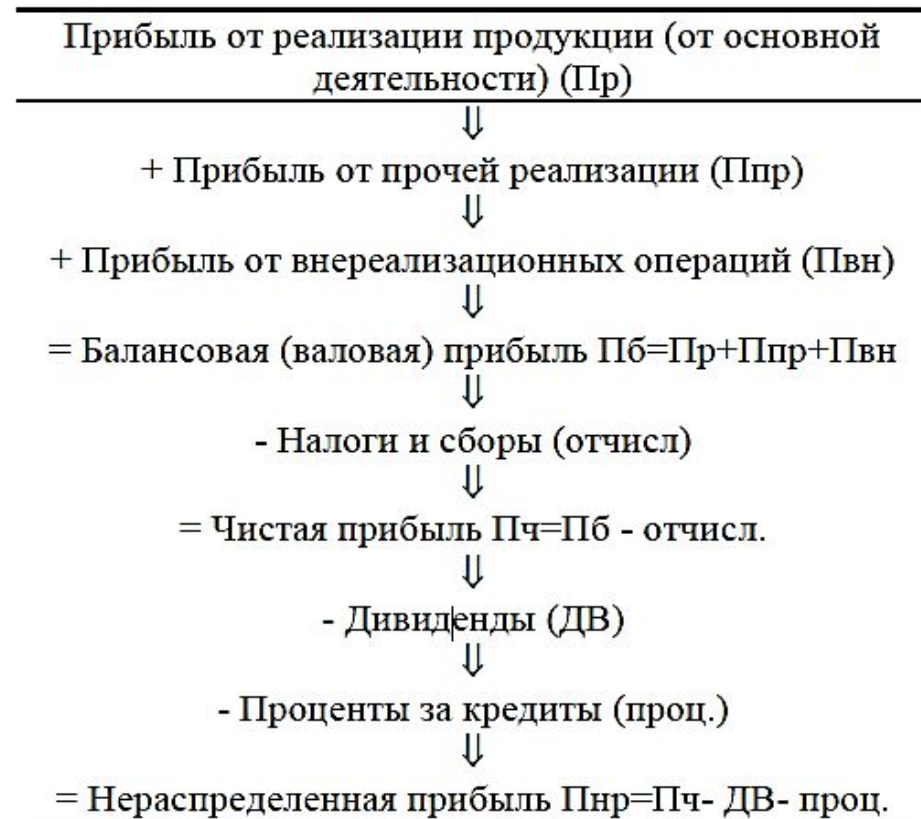 Прибыль от реализации продукции (от основной
деятельности) (Пр)
⇓
+ Прибыль от прочей реализации (Ппр)
⇓
+ Прибыль от внереализационных операций (Пвн)
⇓
= Балансовая (валовая) прибыль Пб=Пр+Ппр+Пвн
⇓
- Налоги и сборы (отчисл)
⇓
= Чистая прибыль Пч=Пб - отчисл.
⇓
- Дивиденды (ДВ)
⇓
- Проценты за кредиты (проц.)
⇓
= Нераспределенная прибыль Пнр=Пч- ДВ- проц.